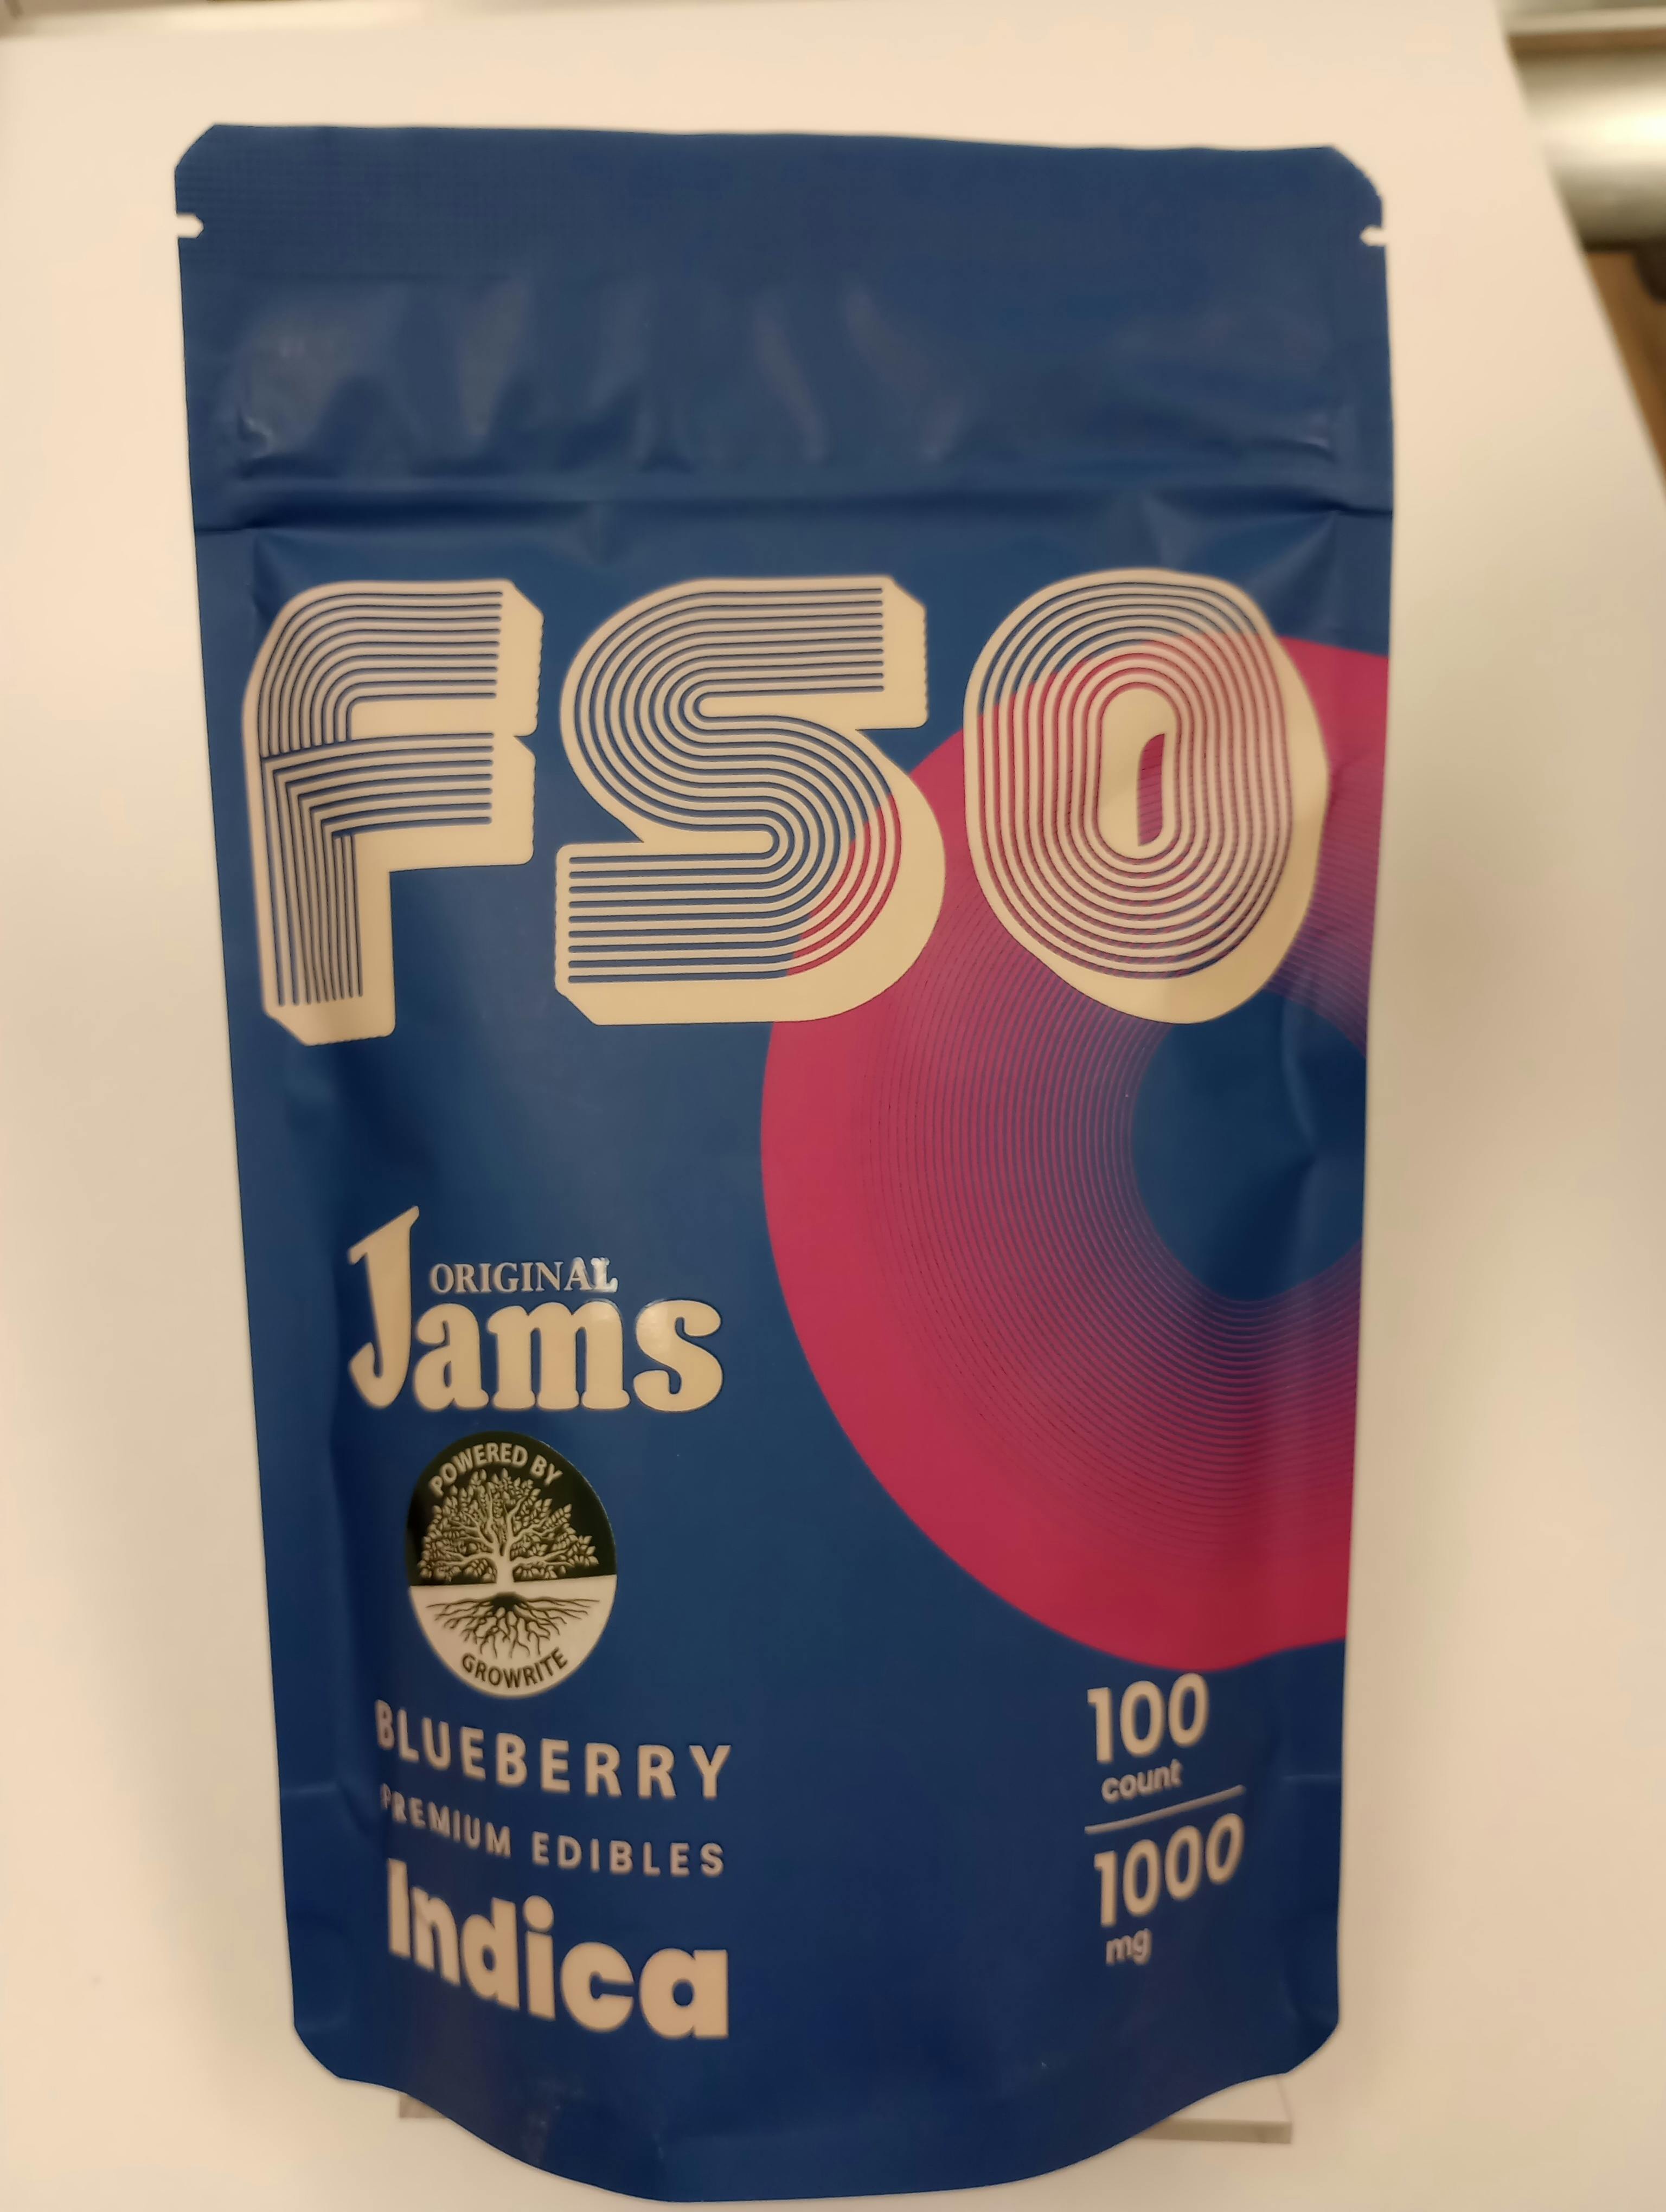 FSO
ORIGINAL
Jams
POWERED BY
GROWRITE
BLUEBERRY
PREMIUM EDIBLES
Indica
100
count
1000
mg